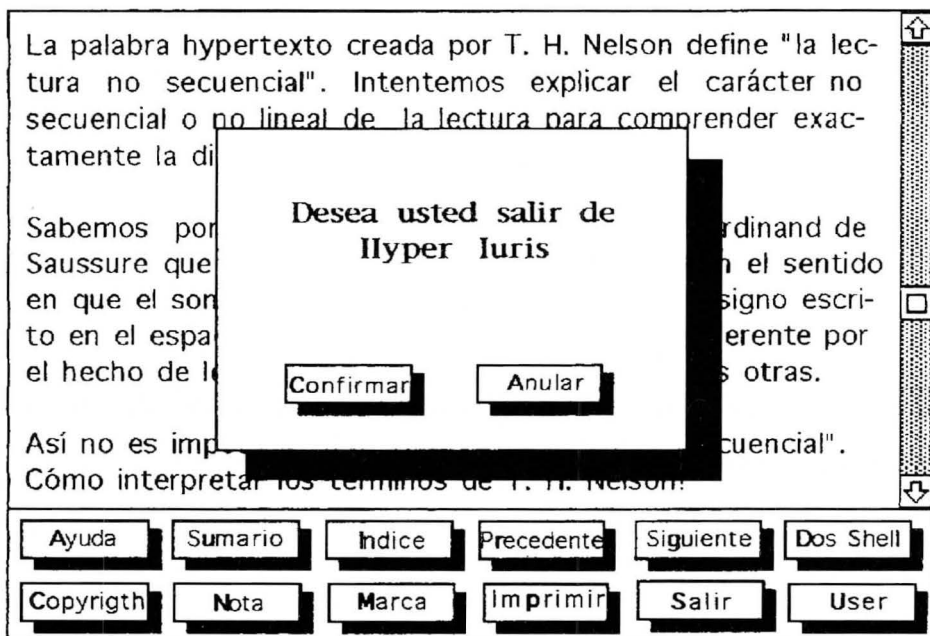 La palabra hypertexto creada por T. H. Nelson define "la lec-
tura no secuencial". Intentemos explicar el carácter no
secuencial o no lineal de la lectura para comprender exac-
tamente la di
Sabemos por rdinand de
Saussure que el sentido
en que el son signo escri-
to en el espa erente por
el hecho de s otras.
Así no es imp cuencial".
Cómo interpretar los términos de T. H. Nelson?
Desea usted salir de
Hyper Iuris
Confirmar Anular
Ayuda Sumario Indice Precedente Siguiente Dos Shell
Copyrigth Nota Marca Imprimir Salir User